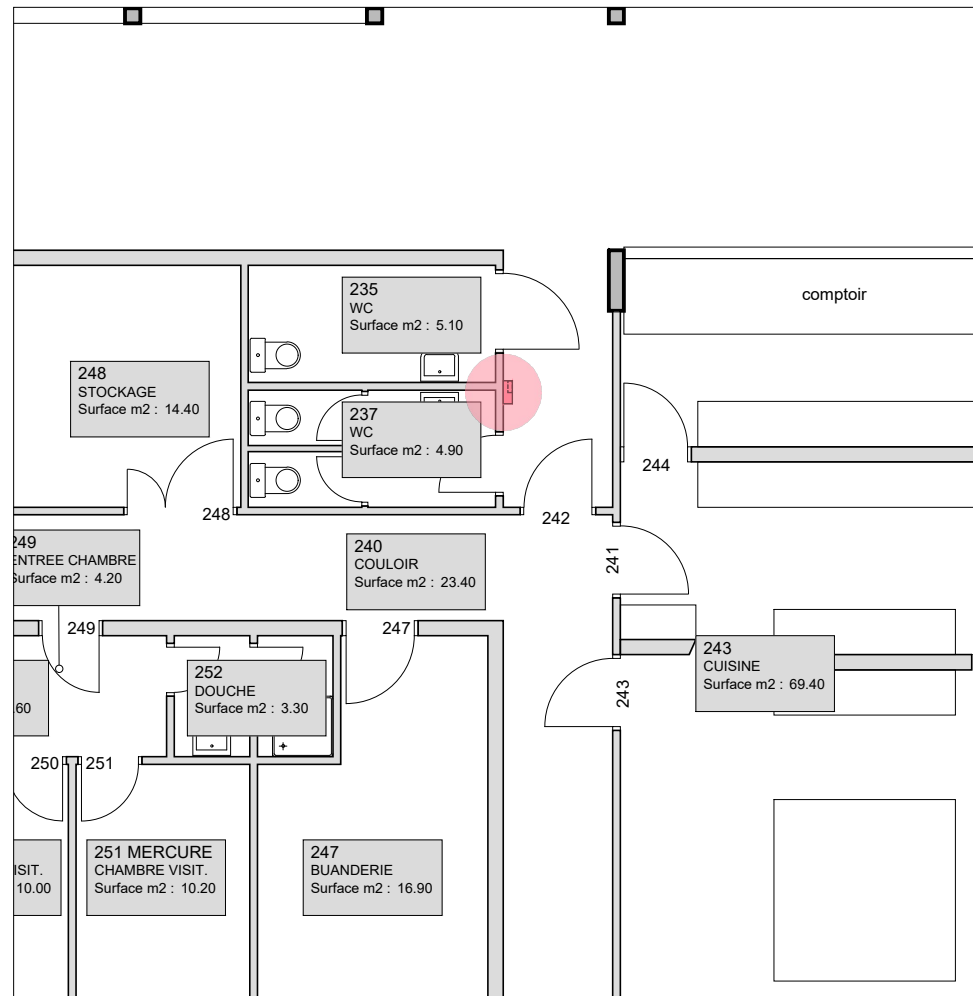 comptoir
235
WC
Surface m2 : 5.10
248
STOCKAGE
Surface m2 : 14.40
237
WC
Surface m2 : 4.90
244
248
242
249
ENTREE CHAMBRE
Surface m2 : 4.20
240
COULOIR
Surface m2 : 23.40
241
249
247
252
DOUCHE
Surface m2 : 3.30
243
CUISINE
Surface m2 : 69.40
.60
243
250
251
251 MERCURE
CHAMBRE VISIT.
Surface m2 : 10.20
247
BUANDERIE
Surface m2 : 16.90
ISIT.
10.00